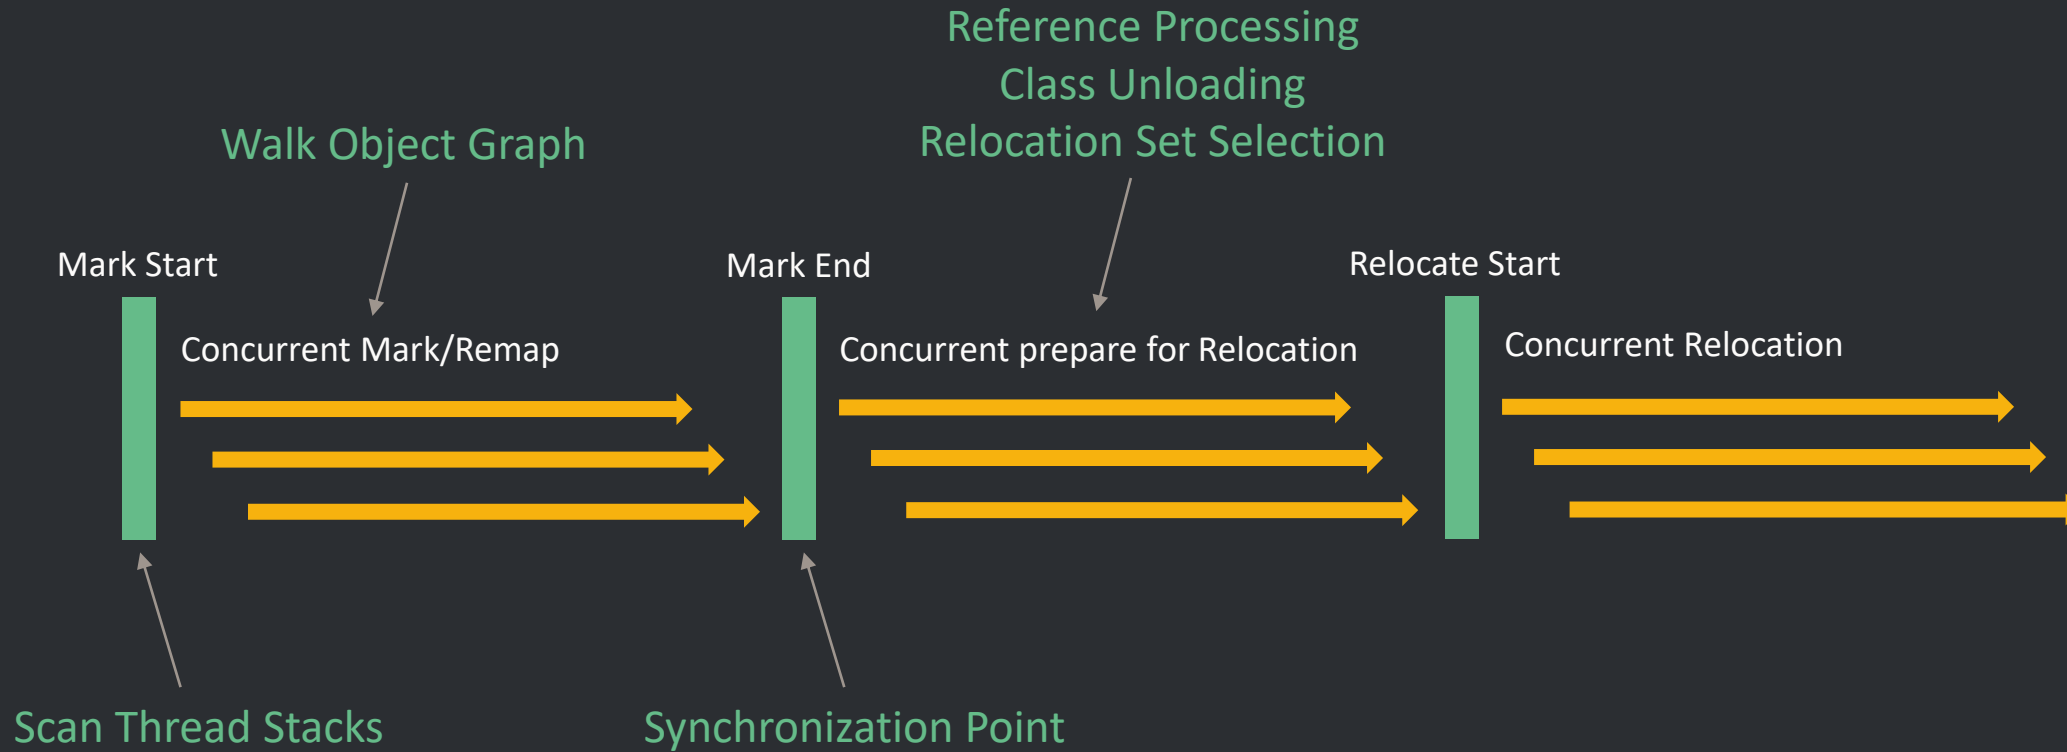 Reference Processing
Class Unloading
Relocation Set Selection
Walk Object Graph
Mark Start
Mark End
Relocate Start
Concurrent Mark/Remap
Concurrent prepare for Relocation
Concurrent Relocation
Scan Thread Stacks
Synchronization Point